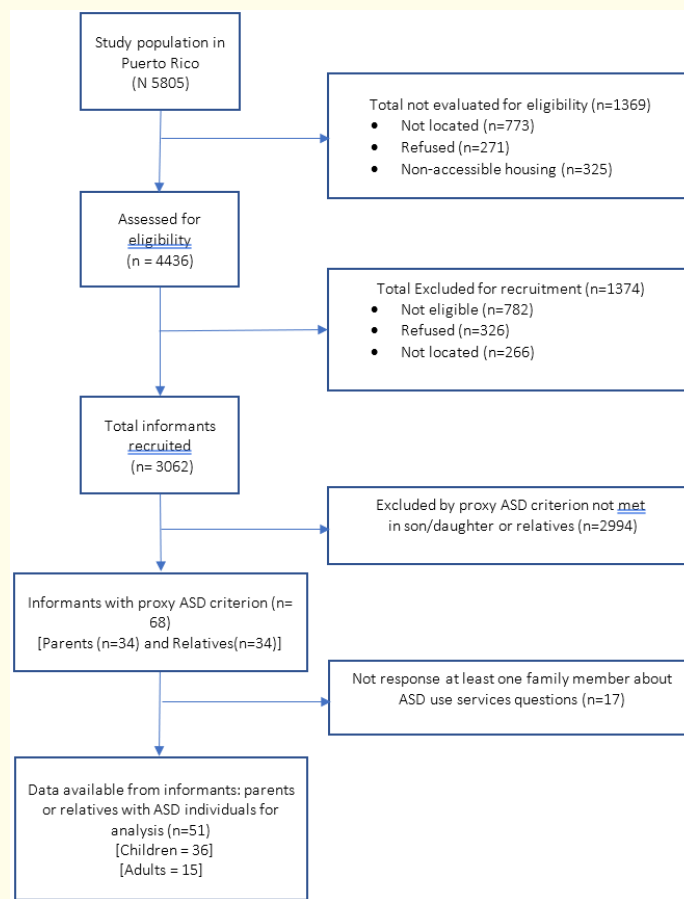 Study population in
Puerto Rico
(N 5805)
Total not evaluated for eligibility (n=1369)
• Not located (n=773)
• Refused (n=271)
• Non-accessible housing (n=325)
Assessed for
eligibility
(n = 4436)
Total Excluded for recruitment (n=1374)
• Not eligible (n=782)
• Refused (n=326)
• Not located (n=266)
Total informants
recruited
(n= 3062)
Excluded by proxy ASD criterion not met
in son/daughter or relatives (n=2994)
Informants with proxy ASD criterion (n=
68)
[Parents (n=34) and Relatives(n=34)]
Not response at least one family member about
ASD use services questions (n=17)
Data available from informants: parents
or relatives with ASD individuals for
analysis (n=51)
[Children = 36]
[Adults = 15]